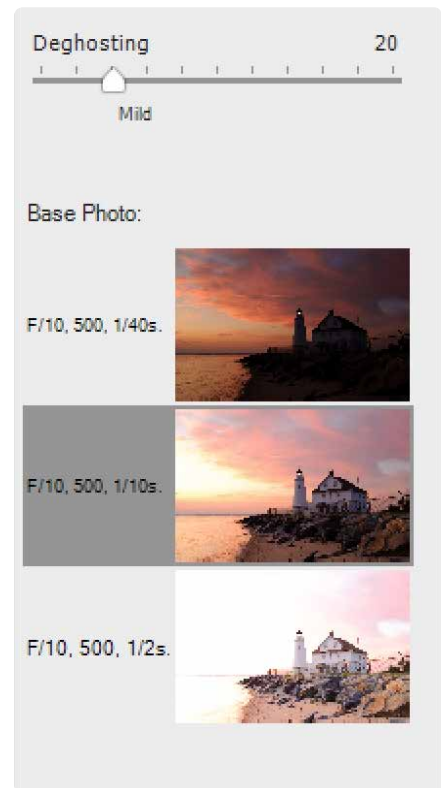 Deghosting 20
Mild
Base Photo:
F/10, 500, 1/40s.
F/10, 500, 1/10s.
F/10, 500, 1/2s.